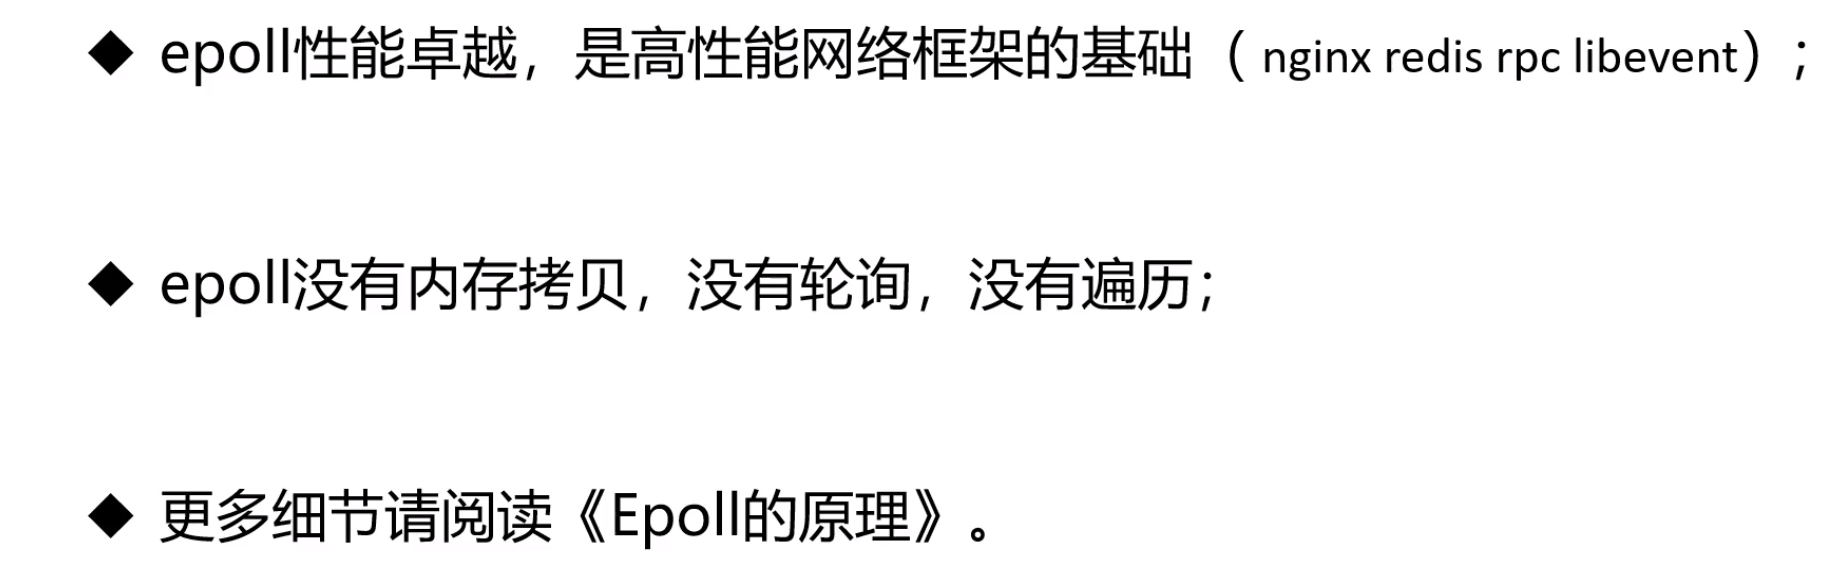 ◆ epoll性能卓越，是高性能网络框架的基础（ nginx redis rpc libevent）；
◆ epoll没有内存拷贝，没有轮询，没有遍历；
◆ 更多细节请阅读《Epoll的原理》。